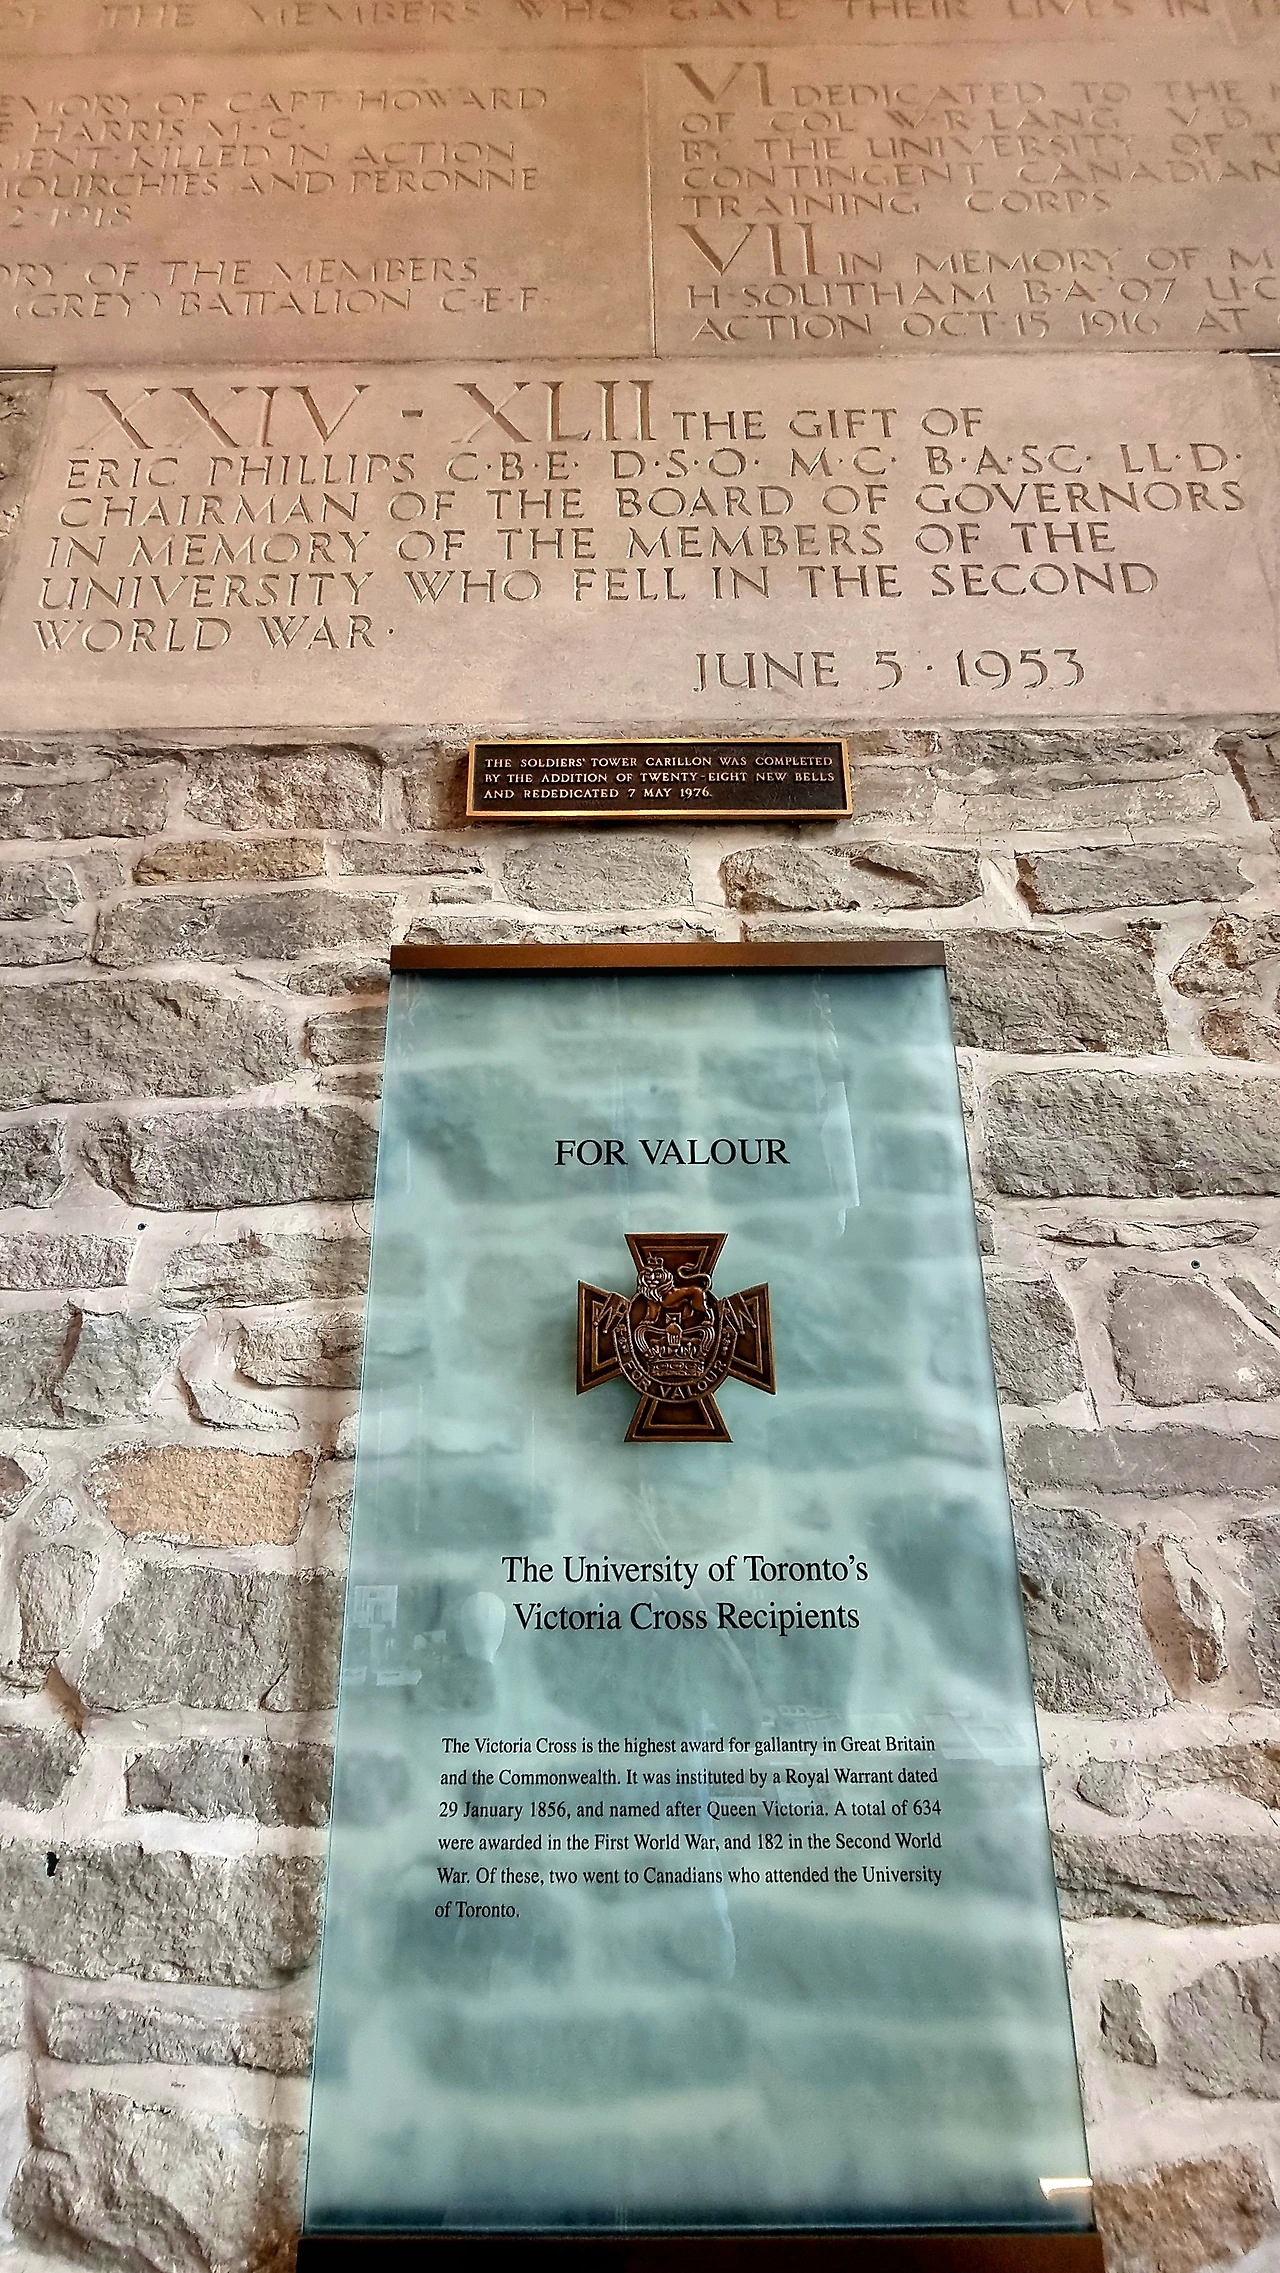 OF THE MEMBERS WHO GAVE THEIR LIVES IN
EMORY OF CAPT· HOWARD
E HARRIS M·C·
MENT·KILLED IN ACTION
FOURCHIES AND PERONNE
2·1918
ORY OF THE MEMBERS
(GREY) BATTALION C·E·F·
VI DEDICATED TO THE
OF COL W·R·LANG V·D
BY THE UNIVERSITY OF T
CONTINGENT CANADIAN
TRAINING CORPS
VII IN MEMORY OF M
H·SOUTHAM B·A·'07 U·C
ACTION OCT·15 1916 AT
XXIV - XLII THE GIFT OF
ERIC PHILLIPS C·B·E· D·S·O· M·C· B·A·SC· LL·D·
CHAIRMAN OF THE BOARD OF GOVERNORS
IN MEMORY OF THE MEMBERS OF THE
UNIVERSITY WHO FELL IN THE SECOND
WORLD WAR·
JUNE 5 · 1953
THE SOLDIERS' TOWER CARILLON WAS COMPLETED
BY THE ADDITION OF TWENTY-EIGHT NEW BELLS
AND REDEDICATED 7 MAY 1976.
FOR VALOUR
FOR VALOUR
The University of Toronto's
Victoria Cross Recipients
The Victoria Cross is the highest award for gallantry in Great Britain
and the Commonwealth. It was instituted by a Royal Warrant dated
29 January 1856, and named after Queen Victoria. A total of 634
were awarded in the First World War, and 182 in the Second World
War. Of these, two went to Canadians who attended the University
of Toronto.